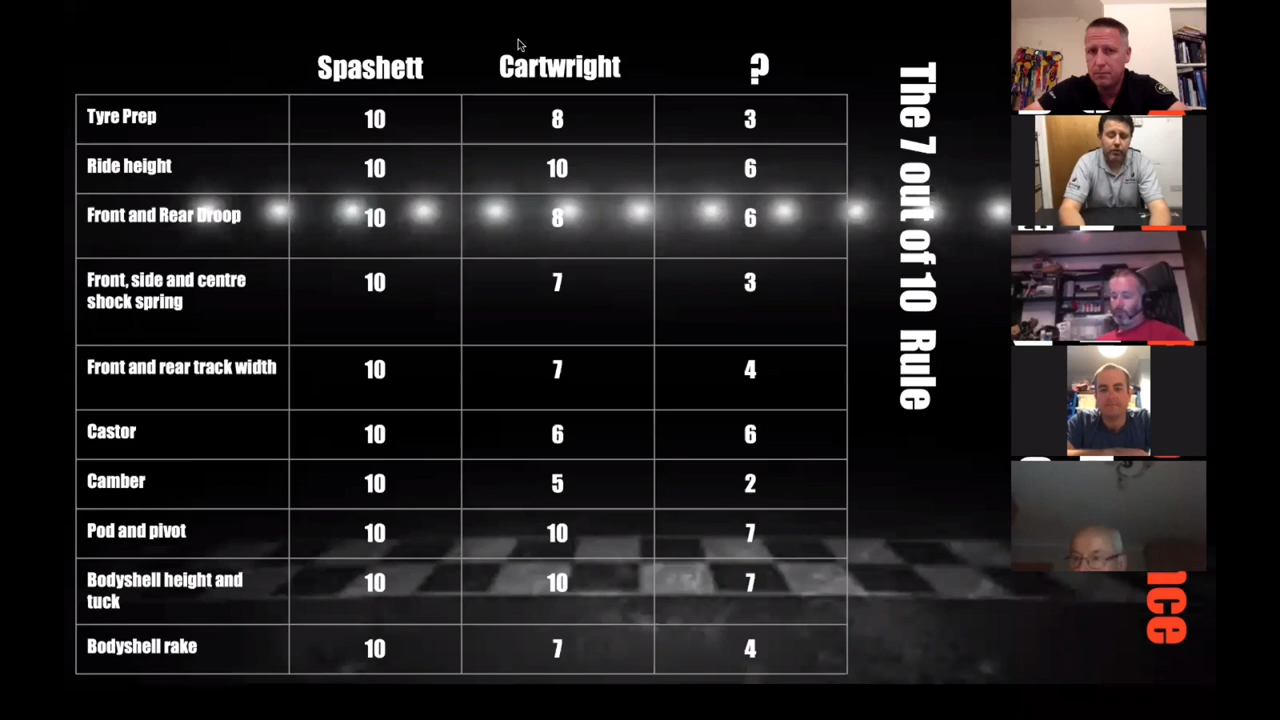 Spashett Cartwright ?
Tyre Prep 10 8 3
Ride height 10 10 6
Front and Rear Droop 10 8 6
Front, side and centre 10 7 3
shock spring
Front and rear track width 10 7 4
Castor 10 6 6
Camber 10 5 2
Pod and pivot 10 10 7
Bodyshell height and 10 10 7
tuck
Bodyshell rake 10 7 4
The 7 out of 10 Rule
nce